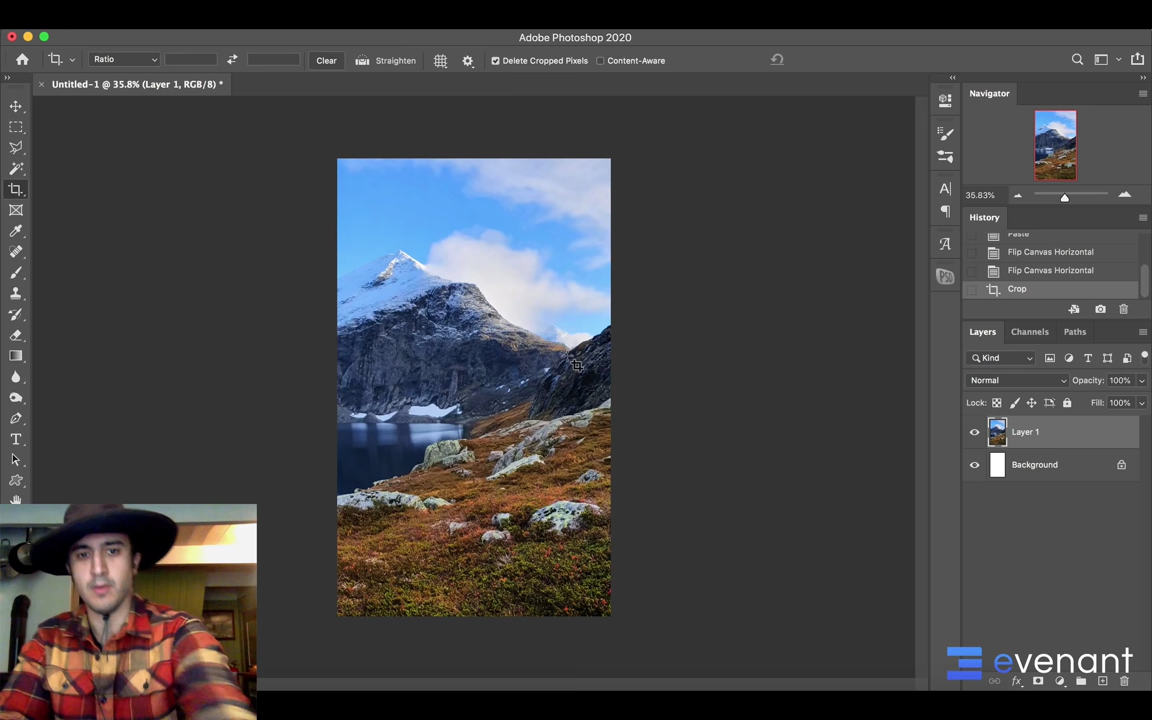 Adobe Photoshop 2020
Ratio
Clear
Straighten
Delete Cropped Pixels
Content-Aware
Untitled-1 @ 35.8% (Layer 1, RGB/8) *
Navigator
35.83%
History
Paste
Flip Canvas Horizontal
Flip Canvas Horizontal
Crop
Layers
Channels
Paths
Kind
Normal
Opacity: 100%
Lock:
Fill: 100%
Layer 1
Background
evenant